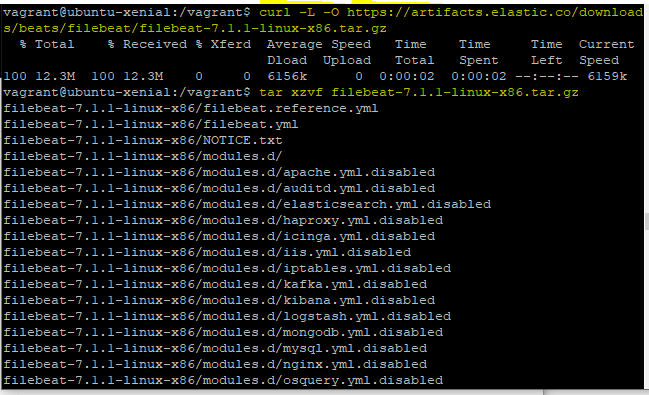 vagrant@ubuntu-xenial:/vagrant$ curl -L -O https://artifacts.elastic.co/download
s/beats/filebeat/filebeat-7.1.1-linux-x86.tar.gz
  % Total    % Received % Xferd  Average Speed   Time    Time     Time  Current
                                 Dload  Upload   Total   Spent    Left  Speed
100 12.3M  100 12.3M    0     0  6156k      0  0:00:02  0:00:02 --:--:-- 6159k
vagrant@ubuntu-xenial:/vagrant$ tar xzvf filebeat-7.1.1-linux-x86.tar.gz
filebeat-7.1.1-linux-x86/filebeat.reference.yml
filebeat-7.1.1-linux-x86/filebeat.yml
filebeat-7.1.1-linux-x86/NOTICE.txt
filebeat-7.1.1-linux-x86/modules.d/
filebeat-7.1.1-linux-x86/modules.d/apache.yml.disabled
filebeat-7.1.1-linux-x86/modules.d/auditd.yml.disabled
filebeat-7.1.1-linux-x86/modules.d/elasticsearch.yml.disabled
filebeat-7.1.1-linux-x86/modules.d/haproxy.yml.disabled
filebeat-7.1.1-linux-x86/modules.d/icinga.yml.disabled
filebeat-7.1.1-linux-x86/modules.d/iis.yml.disabled
filebeat-7.1.1-linux-x86/modules.d/iptables.yml.disabled
filebeat-7.1.1-linux-x86/modules.d/kafka.yml.disabled
filebeat-7.1.1-linux-x86/modules.d/kibana.yml.disabled
filebeat-7.1.1-linux-x86/modules.d/logstash.yml.disabled
filebeat-7.1.1-linux-x86/modules.d/mongodb.yml.disabled
filebeat-7.1.1-linux-x86/modules.d/mysql.yml.disabled
filebeat-7.1.1-linux-x86/modules.d/nginx.yml.disabled
filebeat-7.1.1-linux-x86/modules.d/osquery.yml.disabled